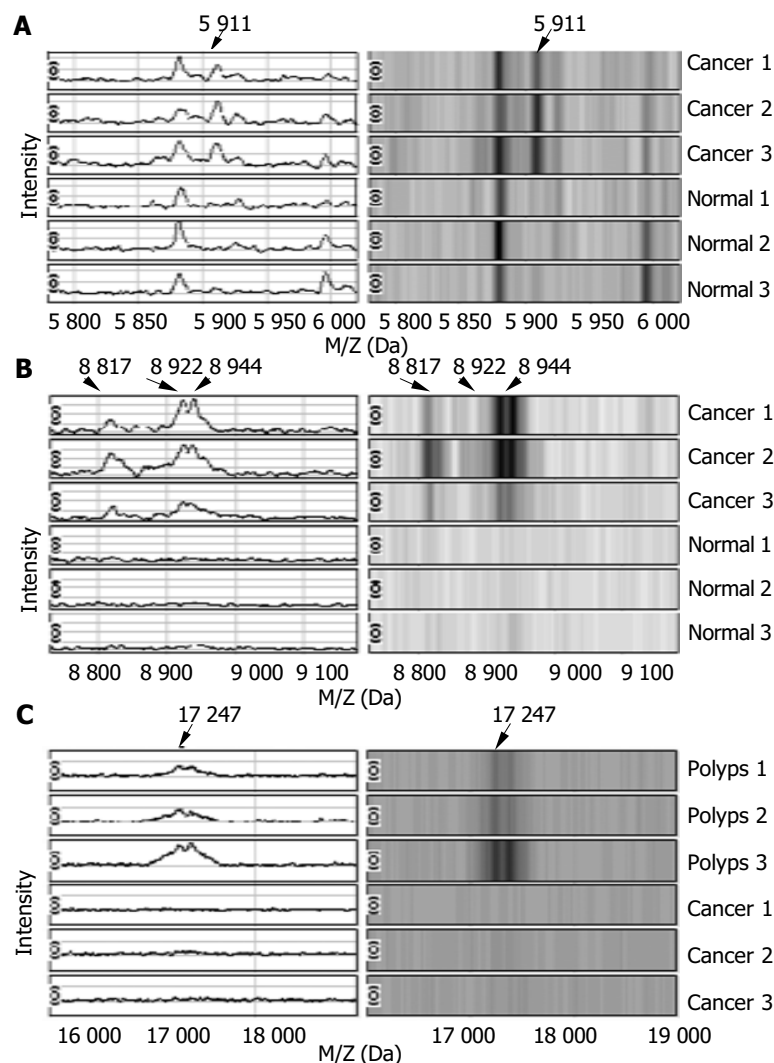 A
5 911
5 911
Cancer 1
Cancer 2
Cancer 3
Normal 1
Normal 2
Normal 3
Intensity
5 800 5 850 5 900 5 950 6 000
5 800 5 850 5 900 5 950 6 000
M/Z (Da)
B
8 817 8 922 8 944
8 817 8 922 8 944
Cancer 1
Cancer 2
Cancer 3
Normal 1
Normal 2
Normal 3
Intensity
8 800 8 900 9 000 9 100
8 800 8 900 9 000 9 100
M/Z (Da)
C
17 247
17 247
Polyps 1
Polyps 2
Polyps 3
Cancer 1
Cancer 2
Cancer 3
Intensity
16 000 17 000 18 000
17 000 18 000 19 000
M/Z (Da)